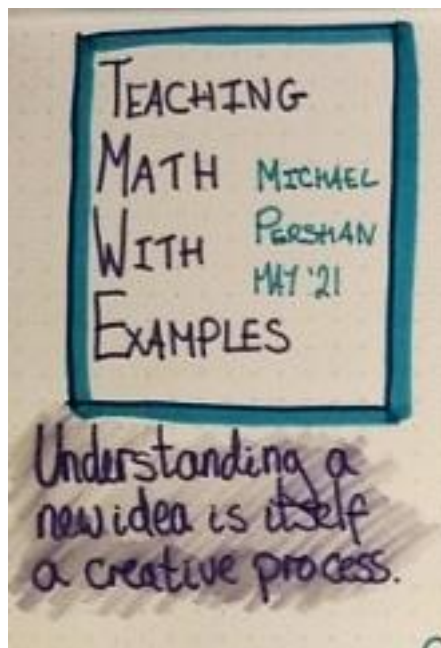 TEACHING
MATH
WITH
EXAMPLES
MICHAEL
PERSHAN
MAY '21
Understanding a
new idea is itself
a creative process.